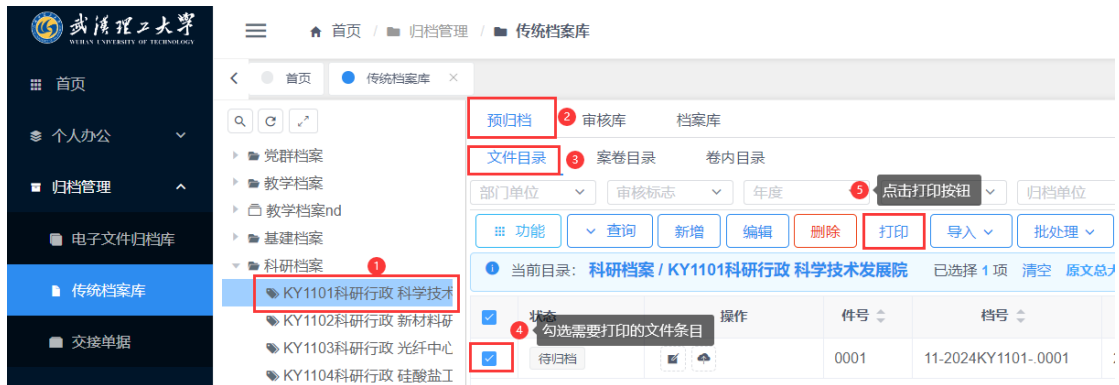 武汉理工大学
WUHAN UNIVERSITY OF TECHNOLOGY
首页 / 归档管理 / 传统档案库
首页
个人办公
归档管理
电子文件归档库
传统档案库
交接单据
首页
传统档案库 ×
党群档案
教学档案
教学档案nd
基建档案
科研档案
1
KY1101科研行政 科学技术
KY1102科研行政 新材料研
KY1103科研行政 光纤中心
KY1104科研行政 硅酸盐工
预归档 2 审核库 档案库
文件目录 3 案卷目录 卷内目录
部门单位 审核标志 年度 5 点击打印按钮 归档单位
功能 查询 新增 编辑 删除 打印 导入 批处理
当前目录： 科研档案 / KY1101科研行政 科学技术发展院 已选择 1 项 清空 原文总大
状态 操作 件号 档号
4 勾选需要打印的文件条目
待归档 0001 11-2024KY1101-.0001